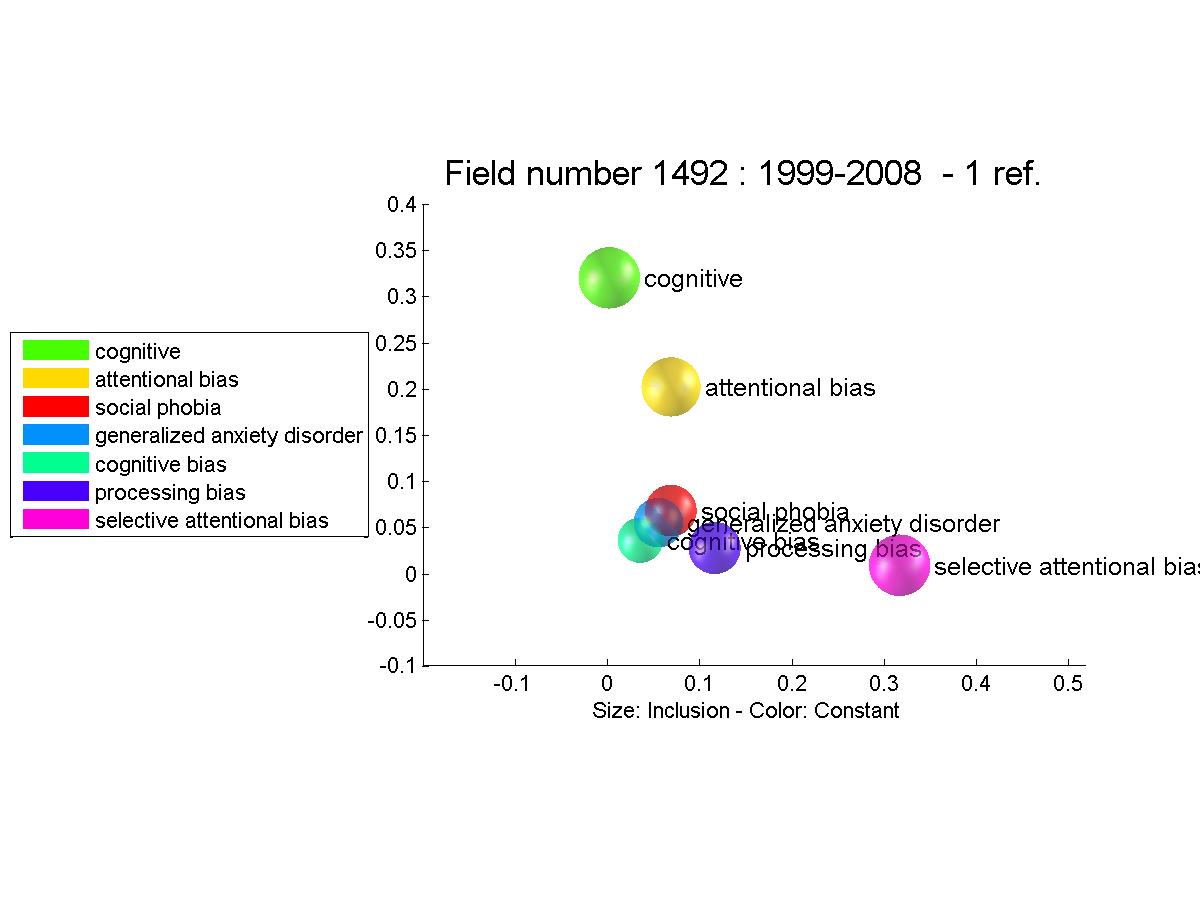 Field number 1492 : 1999-2008 - 1 ref.
0.4
0.35
0.3
0.25
0.2
0.15
0.1
0.05
0
-0.05
-0.1
cognitive
attentional bias
social phobia
generalized anxiety disorder
cognitive bias
processing bias
selective attentional bias
cognitive
attentional bias
social phobia
generalized anxiety disorder
cognitive bias
processing bias
selective attentional bias
-0.1 0 0.1 0.2 0.3 0.4 0.5
Size: Inclusion - Color: Constant